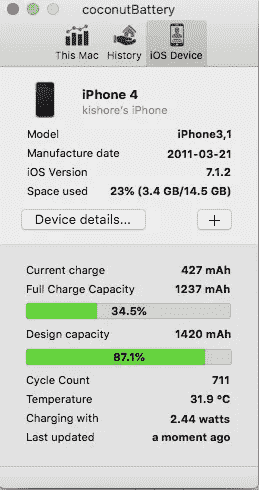 coconutBattery
This Mac History iOS Device
iPhone 4
kishore's iPhone
Model iPhone3,1
Manufacture date 2011-03-21
iOS Version 7.1.2
Space used 23% (3.4 GB/14.5 GB)
Device details... +
Current charge 427 mAh
Full Charge Capacity 1237 mAh
34.5%
Design capacity 1420 mAh
87.1%
Cycle Count 711
Temperature 31.9 °C
Charging with 2.44 watts
Last updated a moment ago